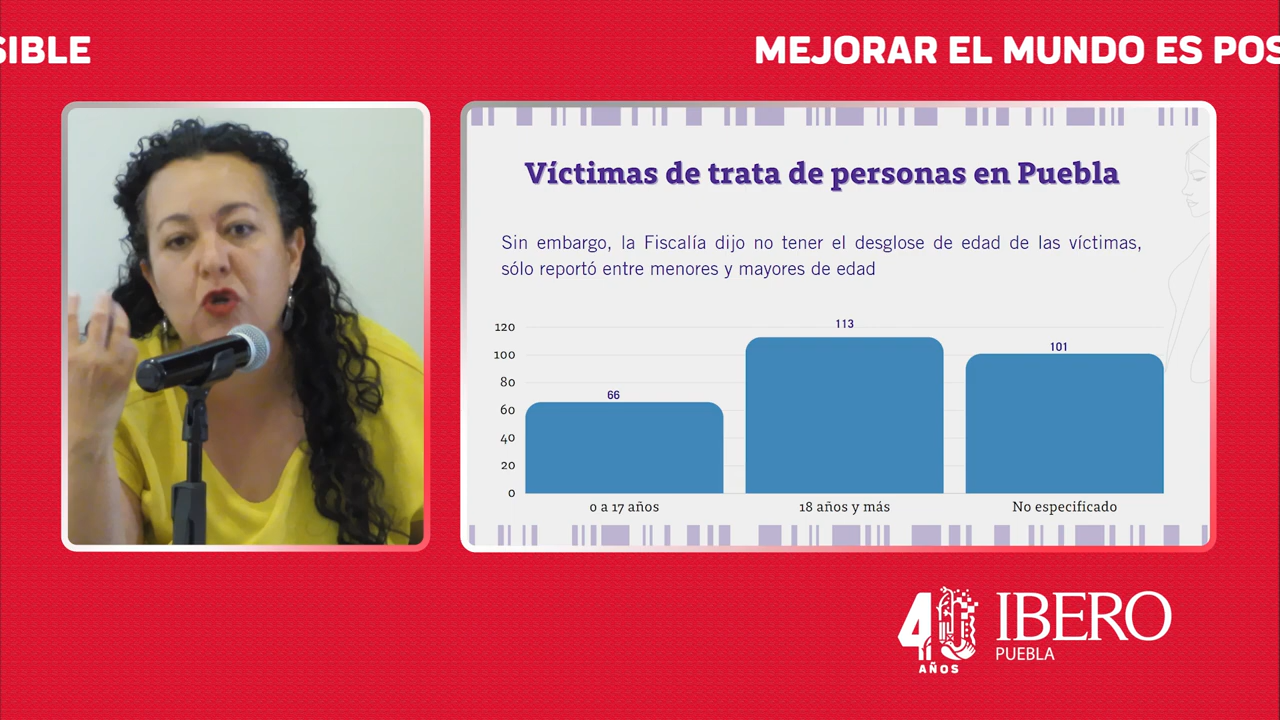 SIBLE
MEJORAR EL MUNDO ES POS
Víctimas de trata de personas en Puebla
Sin embargo, la Fiscalía dijo no tener el desglose de edad de las víctimas,
sólo reportó entre menores y mayores de edad
120
100
80
60
40
20
0
66
113
101
0 a 17 años
18 años y más
No especificado
40
AÑOS
IBERO
PUEBLA